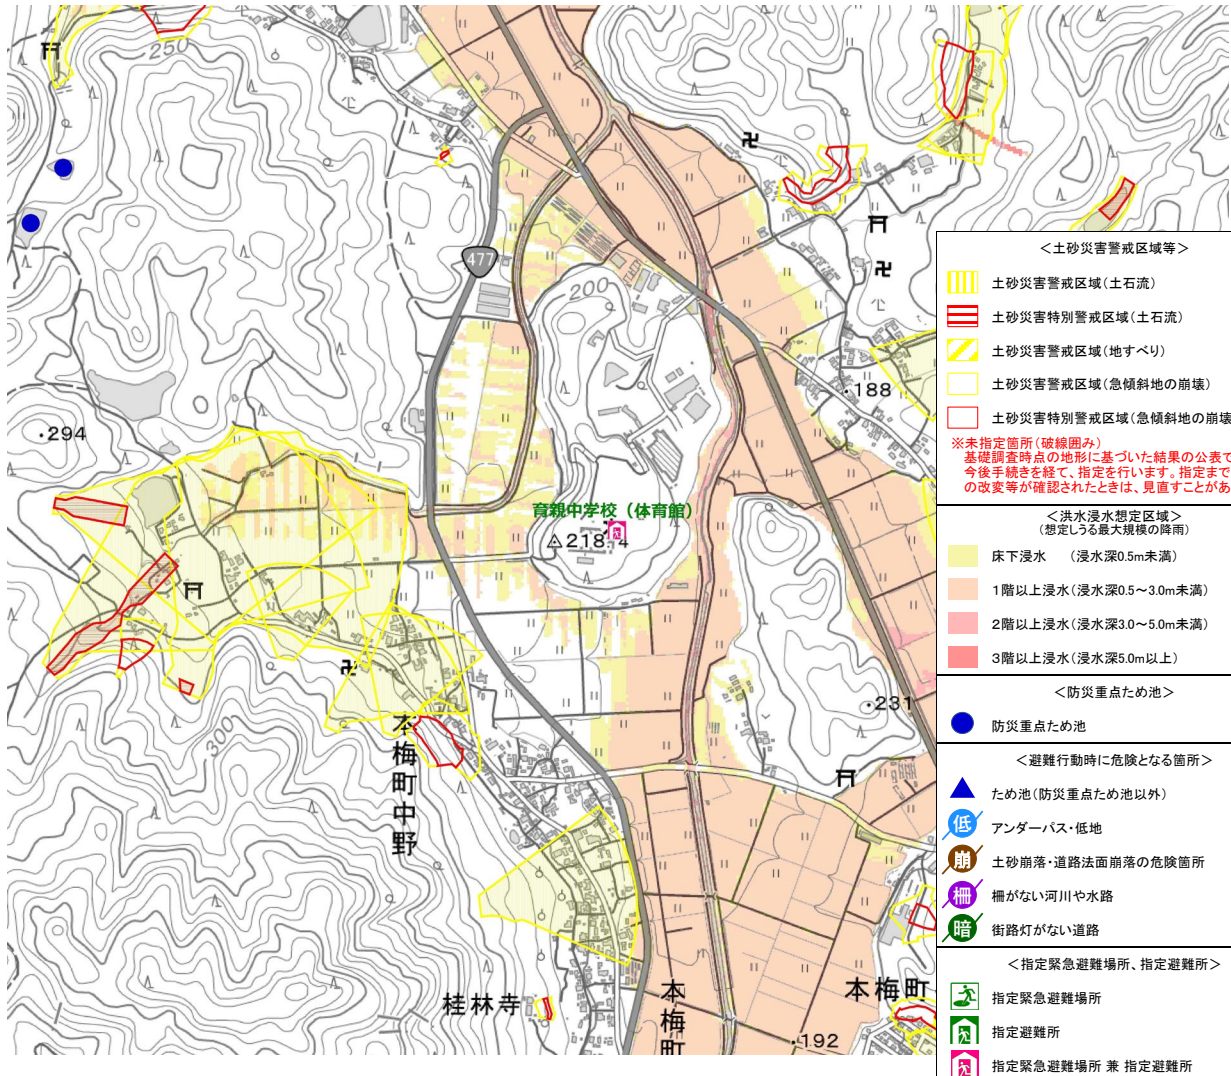 250
477
200
・188
・294
育親中学校（体育館）
△218.4
・231
300
本梅町中野
桂林寺
本梅町
本梅町
・192
＜土砂災害警戒区域等＞
土砂災害警戒区域（土石流）
土砂災害特別警戒区域（土石流）
土砂災害警戒区域（地すべり）
土砂災害警戒区域（急傾斜地の崩壊）
土砂災害特別警戒区域（急傾斜地の崩壊
※未指定箇所（破線囲み）
基礎調査時点の地形に基づいた結果の公表で
今後手続きを経て、指定を行います。指定まで
の改変等が確認されたときは、見直すことがあ
＜洪水浸水想定区域＞
（想定しうる最大規模の降雨）
床下浸水　（浸水深0.5m未満）
1階以上浸水（浸水深0.5～3.0m未満）
2階以上浸水（浸水深3.0～5.0m未満）
3階以上浸水（浸水深5.0m以上）
＜防災重点ため池＞
防災重点ため池
＜避難行動時に危険となる箇所＞
ため池（防災重点ため池以外）
低 アンダーパス・低地
崩 土砂崩落・道路法面崩落の危険箇所
柵 柵がない河川や水路
暗 街路灯がない道路
＜指定緊急避難場所、指定避難所＞
指定緊急避難場所
指定避難所
指定緊急避難場所 兼 指定避難所